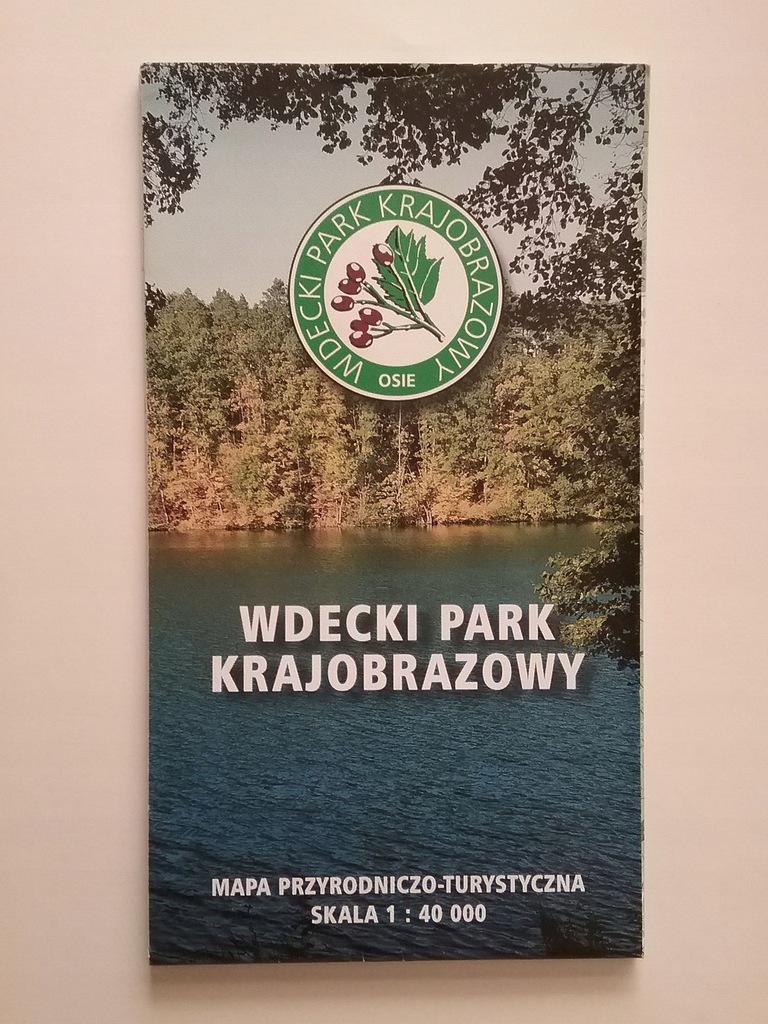 WDECKI PARK KRAJOBRAZOWY
OSIE
WDECKI PARK
KRAJOBRAZOWY
MAPA PRZYRODNICZO-TURYSTYCZNA
SKALA 1 : 40 000